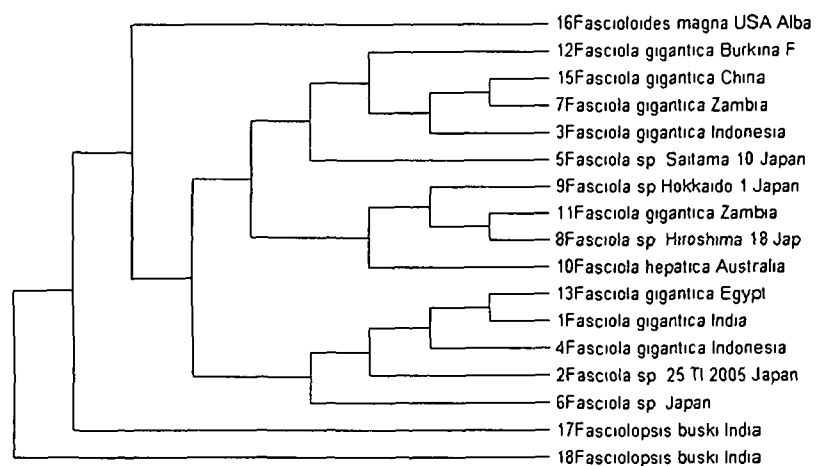 16Fascioloides magna USA Alba
12Fasciola gigantica Burkina F
15Fasciola gigantica China
7Fasciola gigantica Zambia
3Fasciola gigantica Indonesia
5Fasciola sp Saitama 10 Japan
9Fasciola sp Hokkaido 1 Japan
11Fasciola gigantica Zambia
8Fasciola sp Hiroshima 18 Jap
10Fasciola hepatica Australia
13Fasciola gigantica Egypt
1Fasciola gigantica India
4Fasciola gigantica Indonesia
2Fasciola sp 25 TI 2005 Japan
6Fasciola sp Japan
17Fasciolopsis buski India
18Fasciolopsis buski India